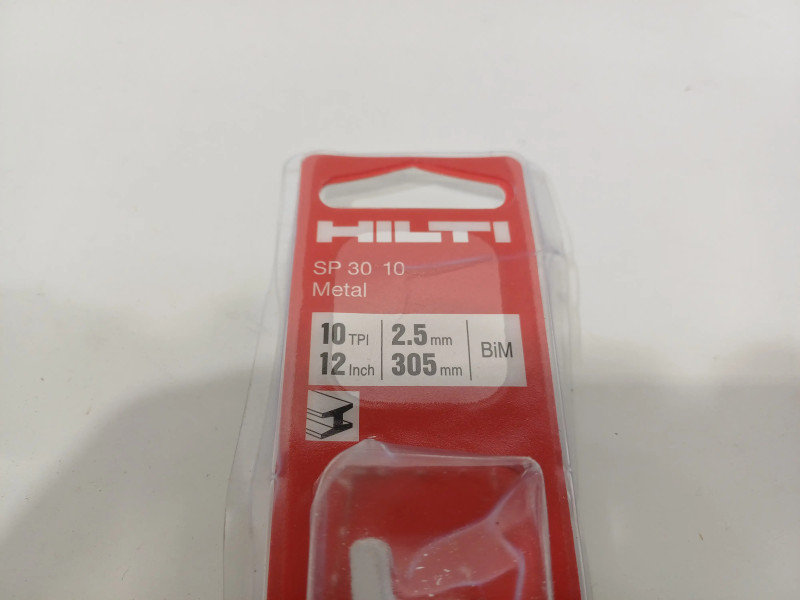 HILTI
SP 30 10
Metal
10 TPI 2.5 mm BiM
12 Inch 305 mm